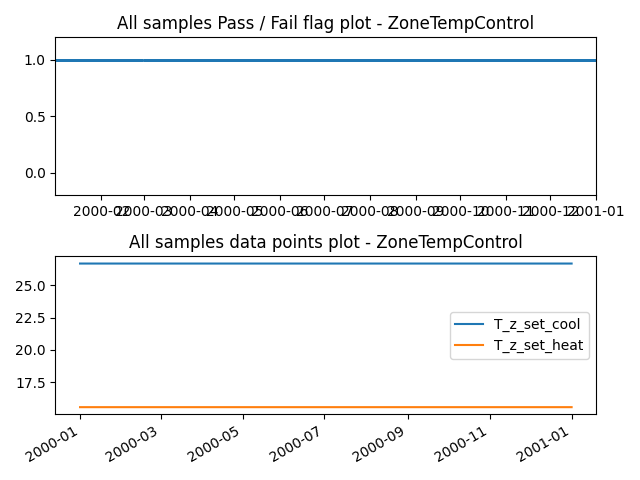 All samples Pass / Fail flag plot - ZoneTempControl
1.0
0.5
0.0
2000-02 2000-03 2000-04 2000-05 2000-06 2000-07 2000-08 2000-09 2000-10 2000-11 2000-12 2001-01
All samples data points plot - ZoneTempControl
25.0
22.5
20.0
17.5
T_z_set_cool
T_z_set_heat
2000-01 2000-03 2000-05 2000-07 2000-09 2000-11 2001-01